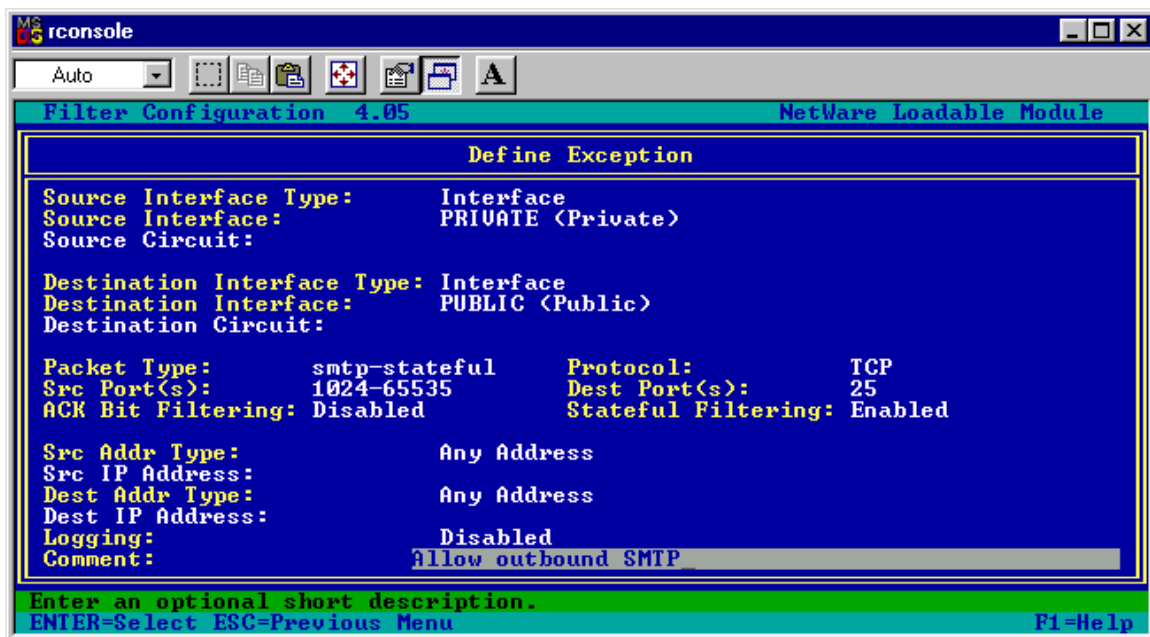 rconsole
Auto A
Filter Configuration 4.05 NetWare Loadable Module
Define Exception
Source Interface Type: Interface
Source Interface: PRIVATE (Private)
Source Circuit:
Destination Interface Type: Interface
Destination Interface: PUBLIC (Public)
Destination Circuit:
Packet Type: smtp-stateful Protocol: TCP
Src Port(s): 1024-65535 Dest Port(s): 25
ACK Bit Filtering: Disabled Stateful Filtering: Enabled
Src Addr Type: Any Address
Src IP Address:
Dest Addr Type: Any Address
Dest IP Address:
Logging: Disabled
Comment: Allow outbound SMTP_
Enter an optional short description.
ENTER=Select ESC=Previous Menu F1=Help